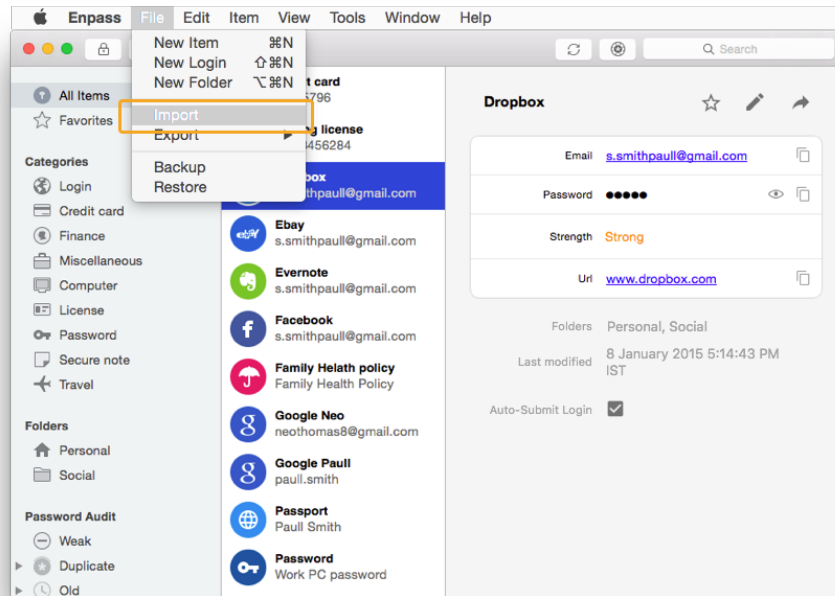 Enpass File Edit Item View Tools Window Help
New Item ⌘N
New Login ⇧⌘N
New Folder ⌥⌘N
Import
Export
Backup
Restore
Search
All Items
Favorites
Categories
Login
Credit card
Finance
Miscellaneous
Computer
License
Password
Secure note
Travel
Folders
Personal
Social
Password Audit
Weak
Duplicate
Old
card
5796
license
456284
box
thpaull@gmail.com
ebay
Ebay
s.smithpaull@gmail.com
Evernote
s.smithpaull@gmail.com
f
Facebook
s.smithpaull@gmail.com
Family Helath policy
Family Health Policy
g
Google Neo
neothomas8@gmail.com
g
Google Paull
paull.smith
Passport
Paull Smith
Password
Work PC password
Dropbox
Email s.smithpaull@gmail.com
Password ●●●●●
Strength Strong
Url www.dropbox.com
Folders Personal, Social
Last modified 8 January 2015 5:14:43 PM
IST
Auto-Submit Login